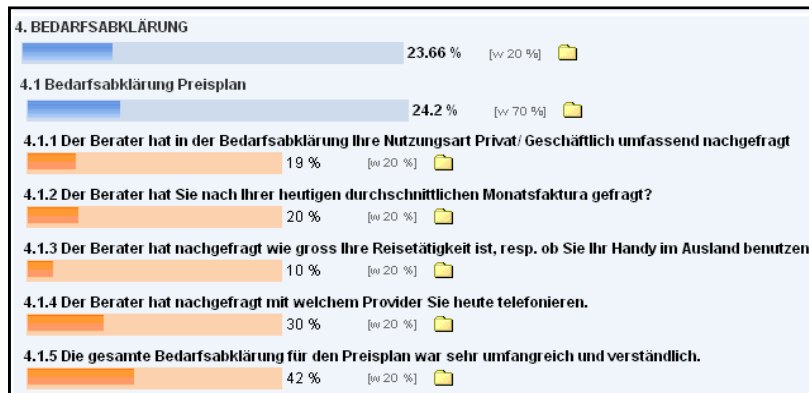 4. BEDARFSABKLÄRUNG
23.66 % [w 20 %]
4.1 Bedarfsabklärung Preisplan
24.2 % [w 70 %]
4.1.1 Der Berater hat in der Bedarfsabklärung Ihre Nutzungsart Privat/ Geschäftlich umfassend nachgefragt
19 % [w 20 %]
4.1.2 Der Berater hat Sie nach Ihrer heutigen durchschnittlichen Monatsfaktura gefragt?
20 % [w 20 %]
4.1.3 Der Berater hat nachgefragt wie gross Ihre Reisetätigkeit ist, resp. ob Sie Ihr Handy im Ausland benutzen
10 % [w 20 %]
4.1.4 Der Berater hat nachgefragt mit welchem Provider Sie heute telefonieren.
30 % [w 20 %]
4.1.5 Die gesamte Bedarfsabklärung für den Preisplan war sehr umfangreich und verständlich.
42 % [w 20 %]